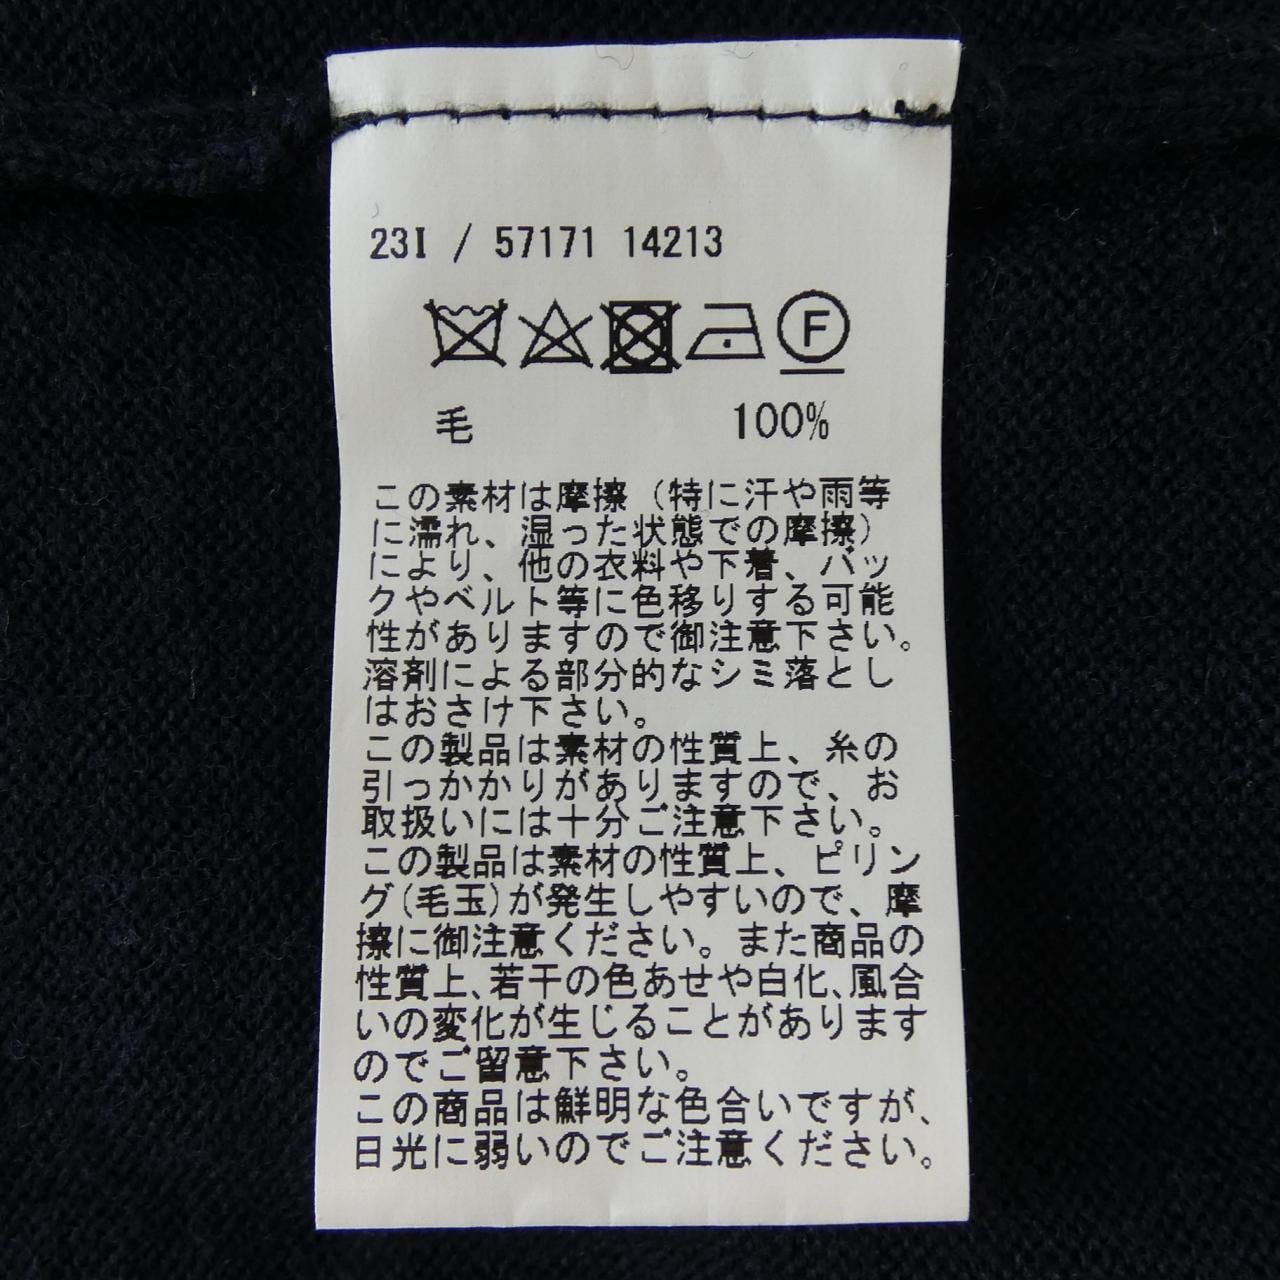 23I / 57171 14213
F
毛 100%
この素材は摩擦（特に汗や雨等
に濡れ、湿った状態での摩擦）
により、他の衣料や下着、バッ
クやベルト等に色移りする可能
性がありますので御注意下さい。
溶剤による部分的なシミ落とし
はおさけ下さい。
この製品は素材の性質上、糸の
引っかかりがありますので、お
取扱いには十分ご注意下さい。
この製品は素材の性質上、ピリン
グ(毛玉)が発生しやすいので、摩
擦に御注意ください。また商品の
性質上、若干の色あせや白化、風合
いの変化が生じることがあります
のでご留意下さい。
この商品は鮮明な色合いですが、
日光に弱いのでご注意ください。